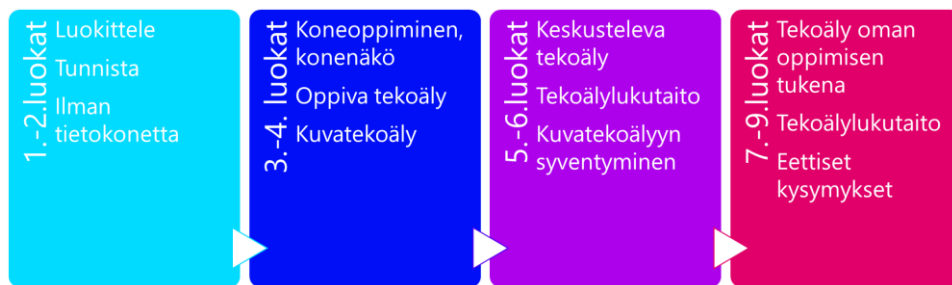 1.-2.luokat
Luokittele
Tunnista
Ilman
tietokonetta
3.-4. luokat
Koneoppiminen,
konenäkö
Oppiva tekoäly
Kuvatekoäly
5.-6.luokat
Keskusteleva
tekoäly
Tekoälylukutaito
Kuvatekoälyyn
syventyminen
7.-9.luokat
Tekoäly oman
oppimisen
tukena
Tekoälylukutaito
Eettiset
kysymykset